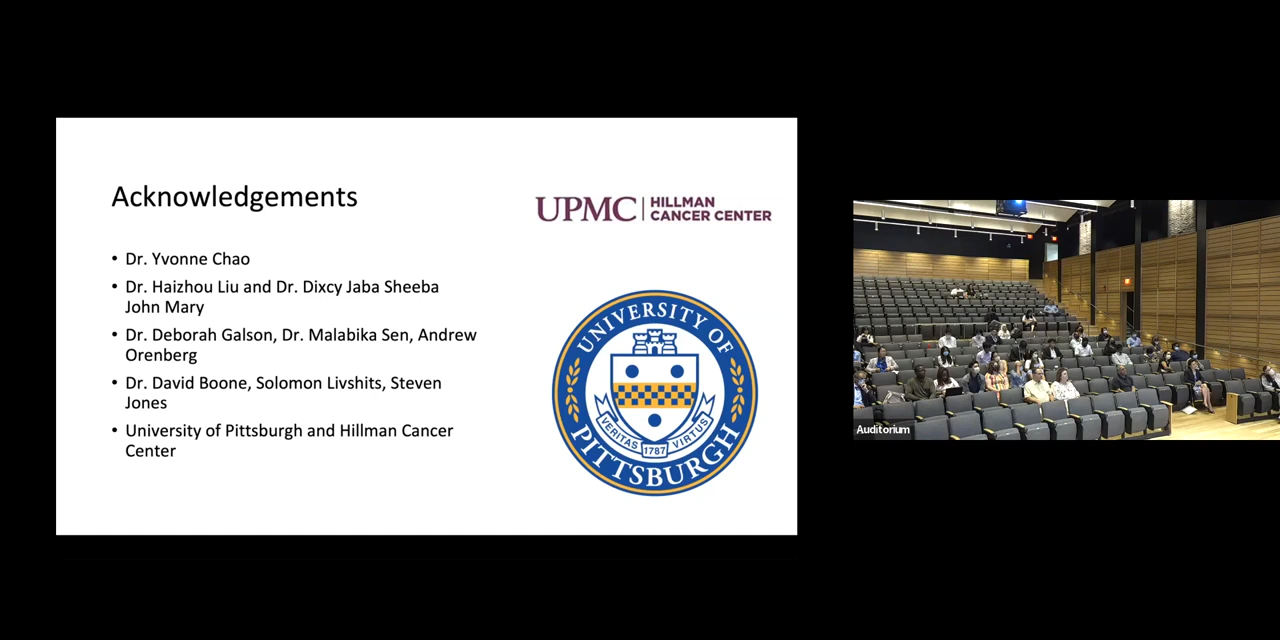 Acknowledgements
UPMC | HILLMAN
CANCER CENTER
• Dr. Yvonne Chao
• Dr. Haizhou Liu and Dr. Dixcy Jaba Sheeba
John Mary
• Dr. Deborah Galson, Dr. Malabika Sen, Andrew
Orenberg
• Dr. David Boone, Solomon Livshits, Steven
Jones
• University of Pittsburgh and Hillman Cancer
Center
UNIVERSITY OF
VERITAS 1787 VIRTUS
PITTSBURGH
Auditorium